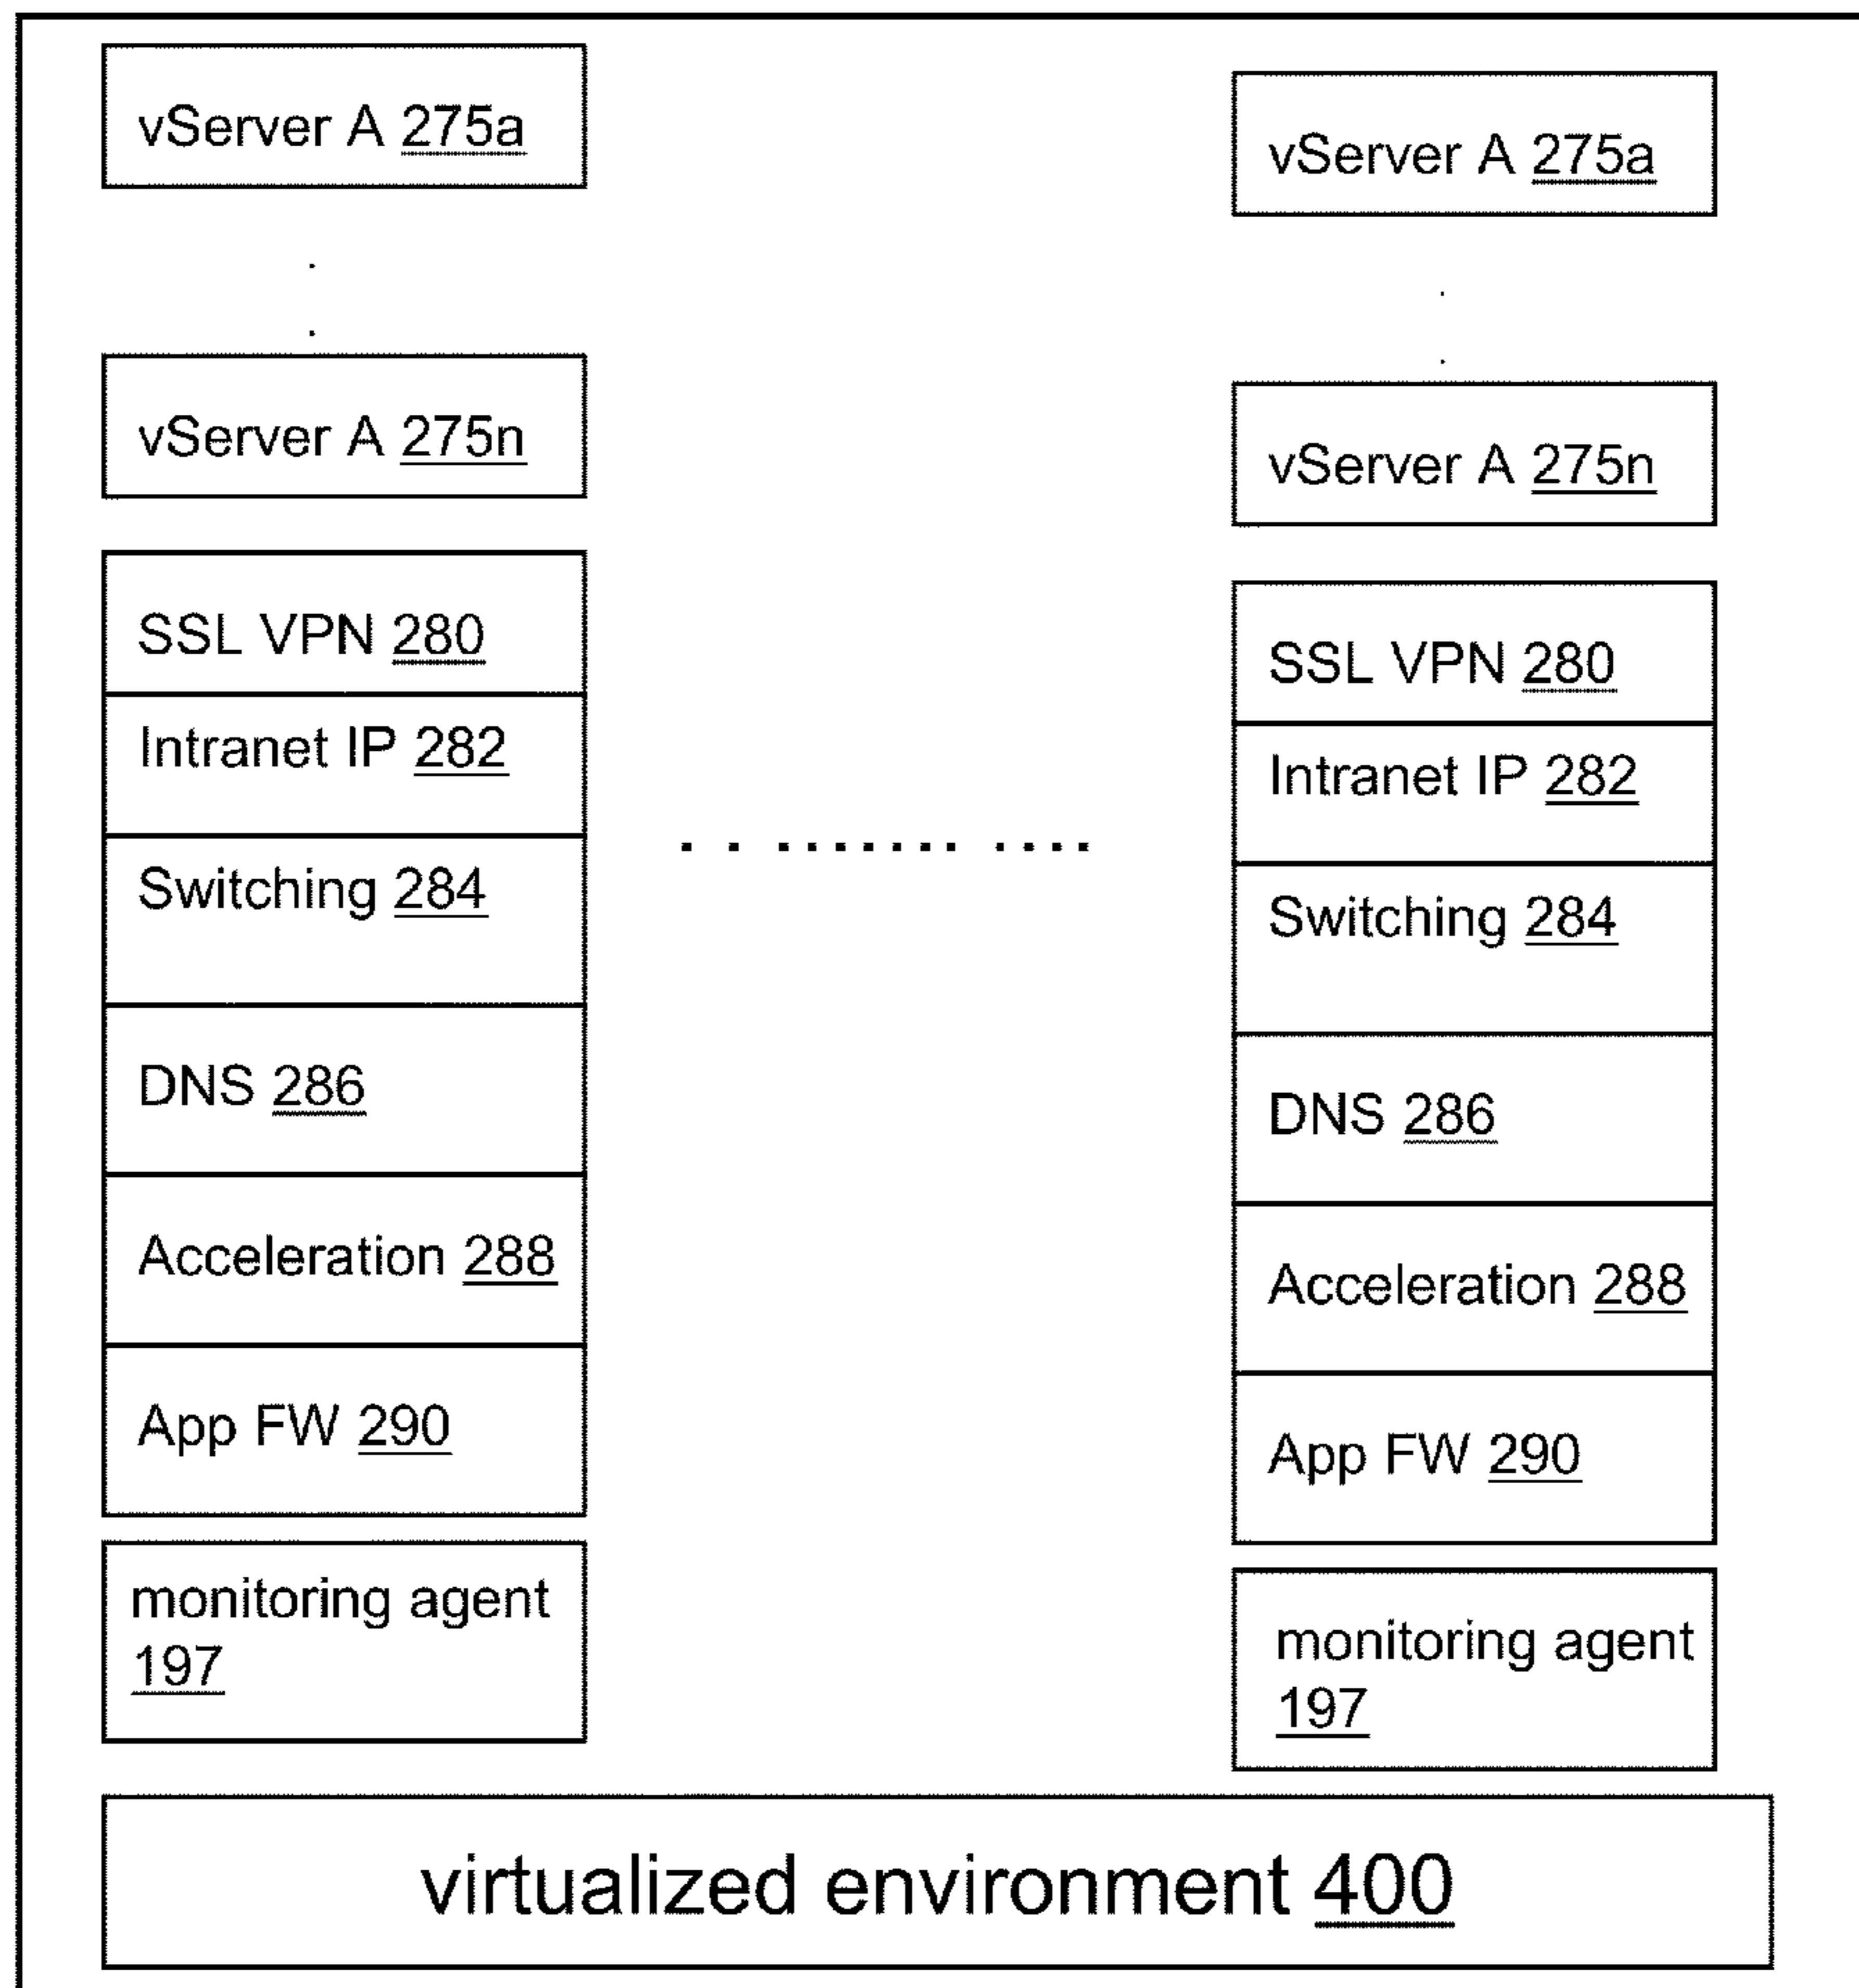 vServer A 275a
vServer A 275n
SSL VPN 280
Intranet IP 282
Switching 284
DNS 286
Acceleration 288
App FW 290
monitoring agent
197
vServer A 275a
vServer A 275n
SSL VPN 280
Intranet IP 282
Switching 284
DNS 286
Acceleration 288
App FW 290
monitoring agent
197
virtualized environment 400